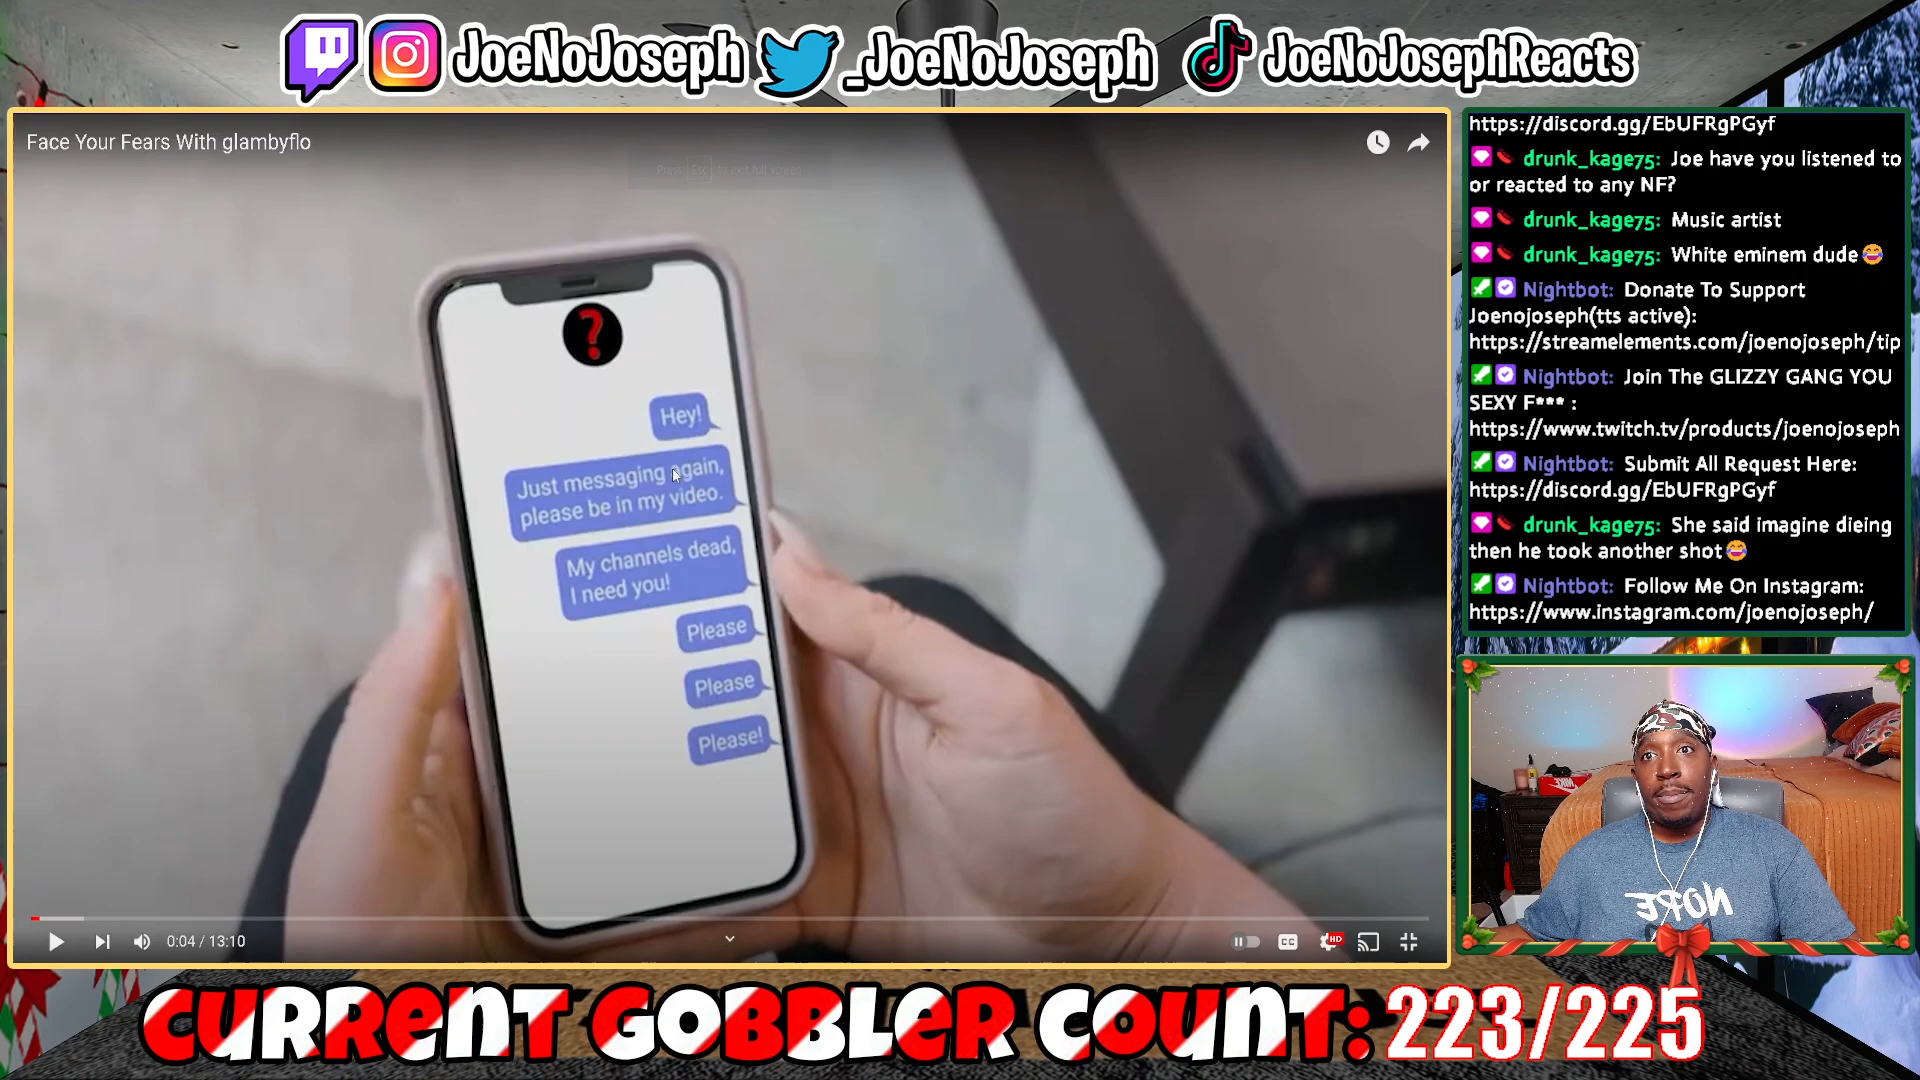 JoeNoJoseph _JoeNoJoseph JoeNoJosephReacts
Face Your Fears With glambyflo
?
Hey!
Just messaging again,
please be in my video.
My channels dead,
I need you!
Please
Please
Please!
0:04 / 13:10
CC
HD
https://discord.gg/EbUFRgPGyf
drunk_kage75: Joe have you listened to
or reacted to any NF?
drunk_kage75: Music artist
drunk_kage75: White eminem dude😂
Nightbot: Donate To Support
Joenojoseph(tts active):
https://streamelements.com/joenojoseph/tip
Nightbot: Join The GLIZZY GANG YOU
SEXY F*** :
https://www.twitch.tv/products/joenojoseph
Nightbot: Submit All Request Here:
https://discord.gg/EbUFRgPGyf
drunk_kage75: She said imagine dieing
then he took another shot😂
Nightbot: Follow Me On Instagram:
https://www.instagram.com/joenojoseph/
CURRENT GOBBLER COUNT: 223/225